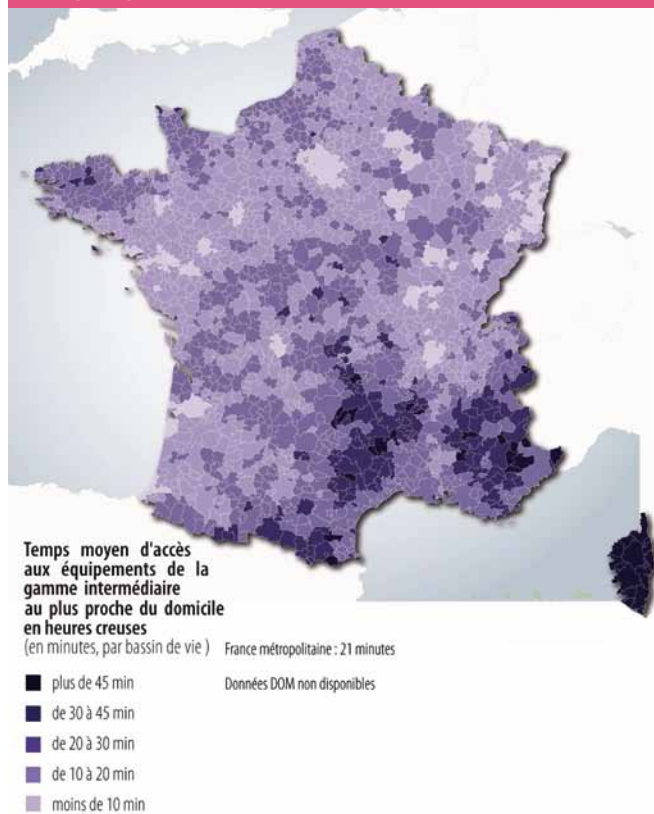 Temps moyen d'accès
aux équipements de la
gamme intermédiaire
au plus proche du domicile
en heures creuses
(en minutes, par bassin de vie )
France métropolitaine : 21 minutes
Données DOM non disponibles
plus de 45 min
de 30 à 45 min
de 20 à 30 min
de 10 à 20 min
moins de 10 min